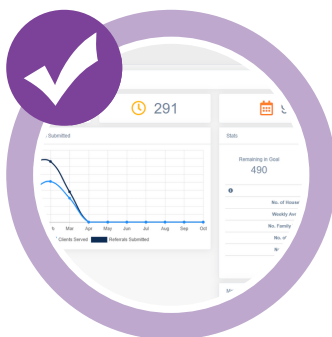 291
Submitted
Stats
Remaining to Goal
490
Mar Apr May Jun Jul Aug Sep Oct
Clients Served Referrals Submitted
No. of House
Weekly Ave
No. Family
No. of